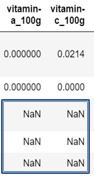 vitamin- vitamin-
a_100g c_100g
0.000000 0.0214
0.000000 0.0000
NaN NaN
NaN NaN
NaN NaN